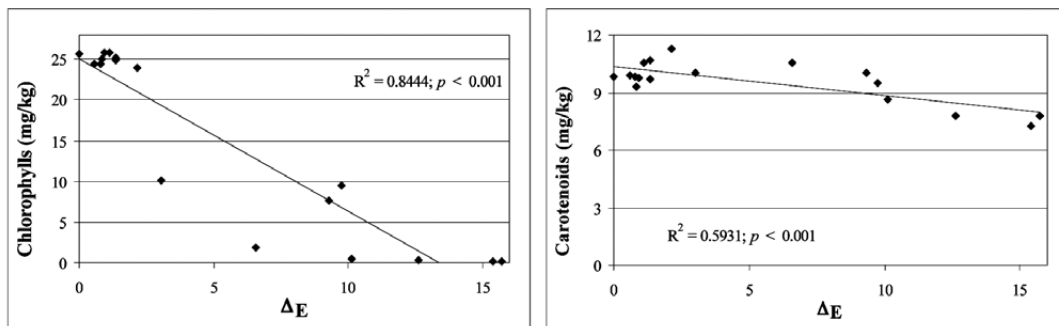 Chlorophylls (mg/kg)
25
20
15
10
5
0
R² = 0.8444; p < 0.001
0 5 10 15
ΔE
Carotenoids (mg/kg)
12
9
6
3
0
R² = 0.5931; p < 0.001
0 5 10 15
ΔE